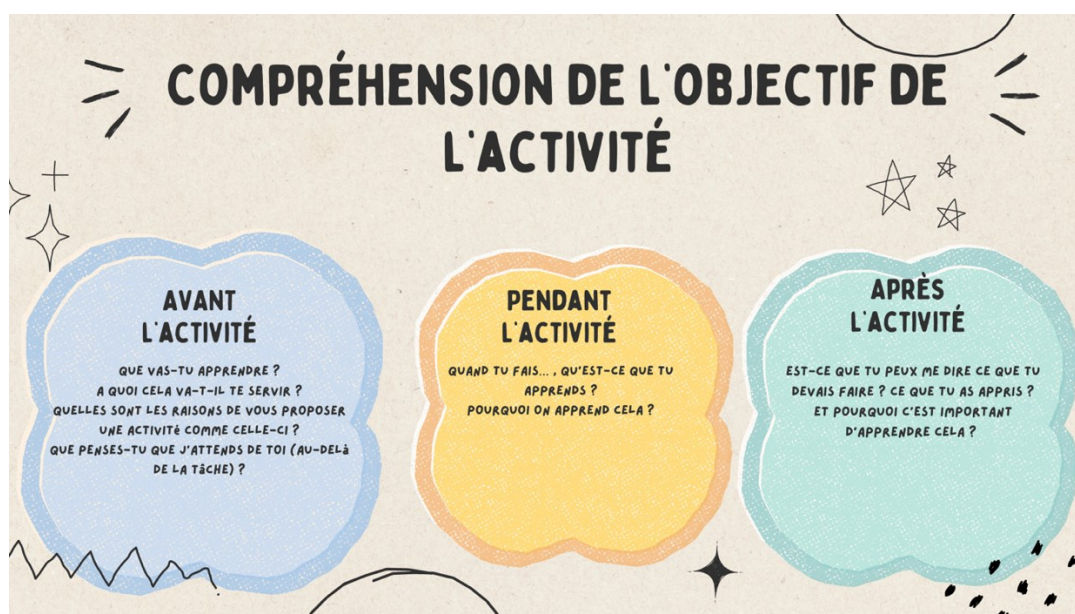 COMPRÉHENSION DE L'OBJECTIF DE
L'ACTIVITÉ
AVANT
L'ACTIVITÉ
QUE VAS-TU APPRENDRE ?
A QUOI CELA VA-T-IL TE SERVIR ?
QUELLES SONT LES RAISONS DE VOUS PROPOSER
UNE ACTIVITÉ COMME CELLE-CI ?
QUE PENSES-TU QUE J'ATTENDS DE TOI (AU-DELÀ
DE LA TÂCHE) ?
PENDANT
L'ACTIVITÉ
QUAND TU FAIS... , QU'EST-CE QUE TU
APPRENDS ?
POURQUOI ON APPREND CELA ?
APRÈS
L'ACTIVITÉ
EST-CE QUE TU PEUX ME DIRE CE QUE TU
DEVAIS FAIRE ? CE QUE TU AS APPRIS ?
ET POURQUOI C'EST IMPORTANT
D'APPRENDRE CELA ?